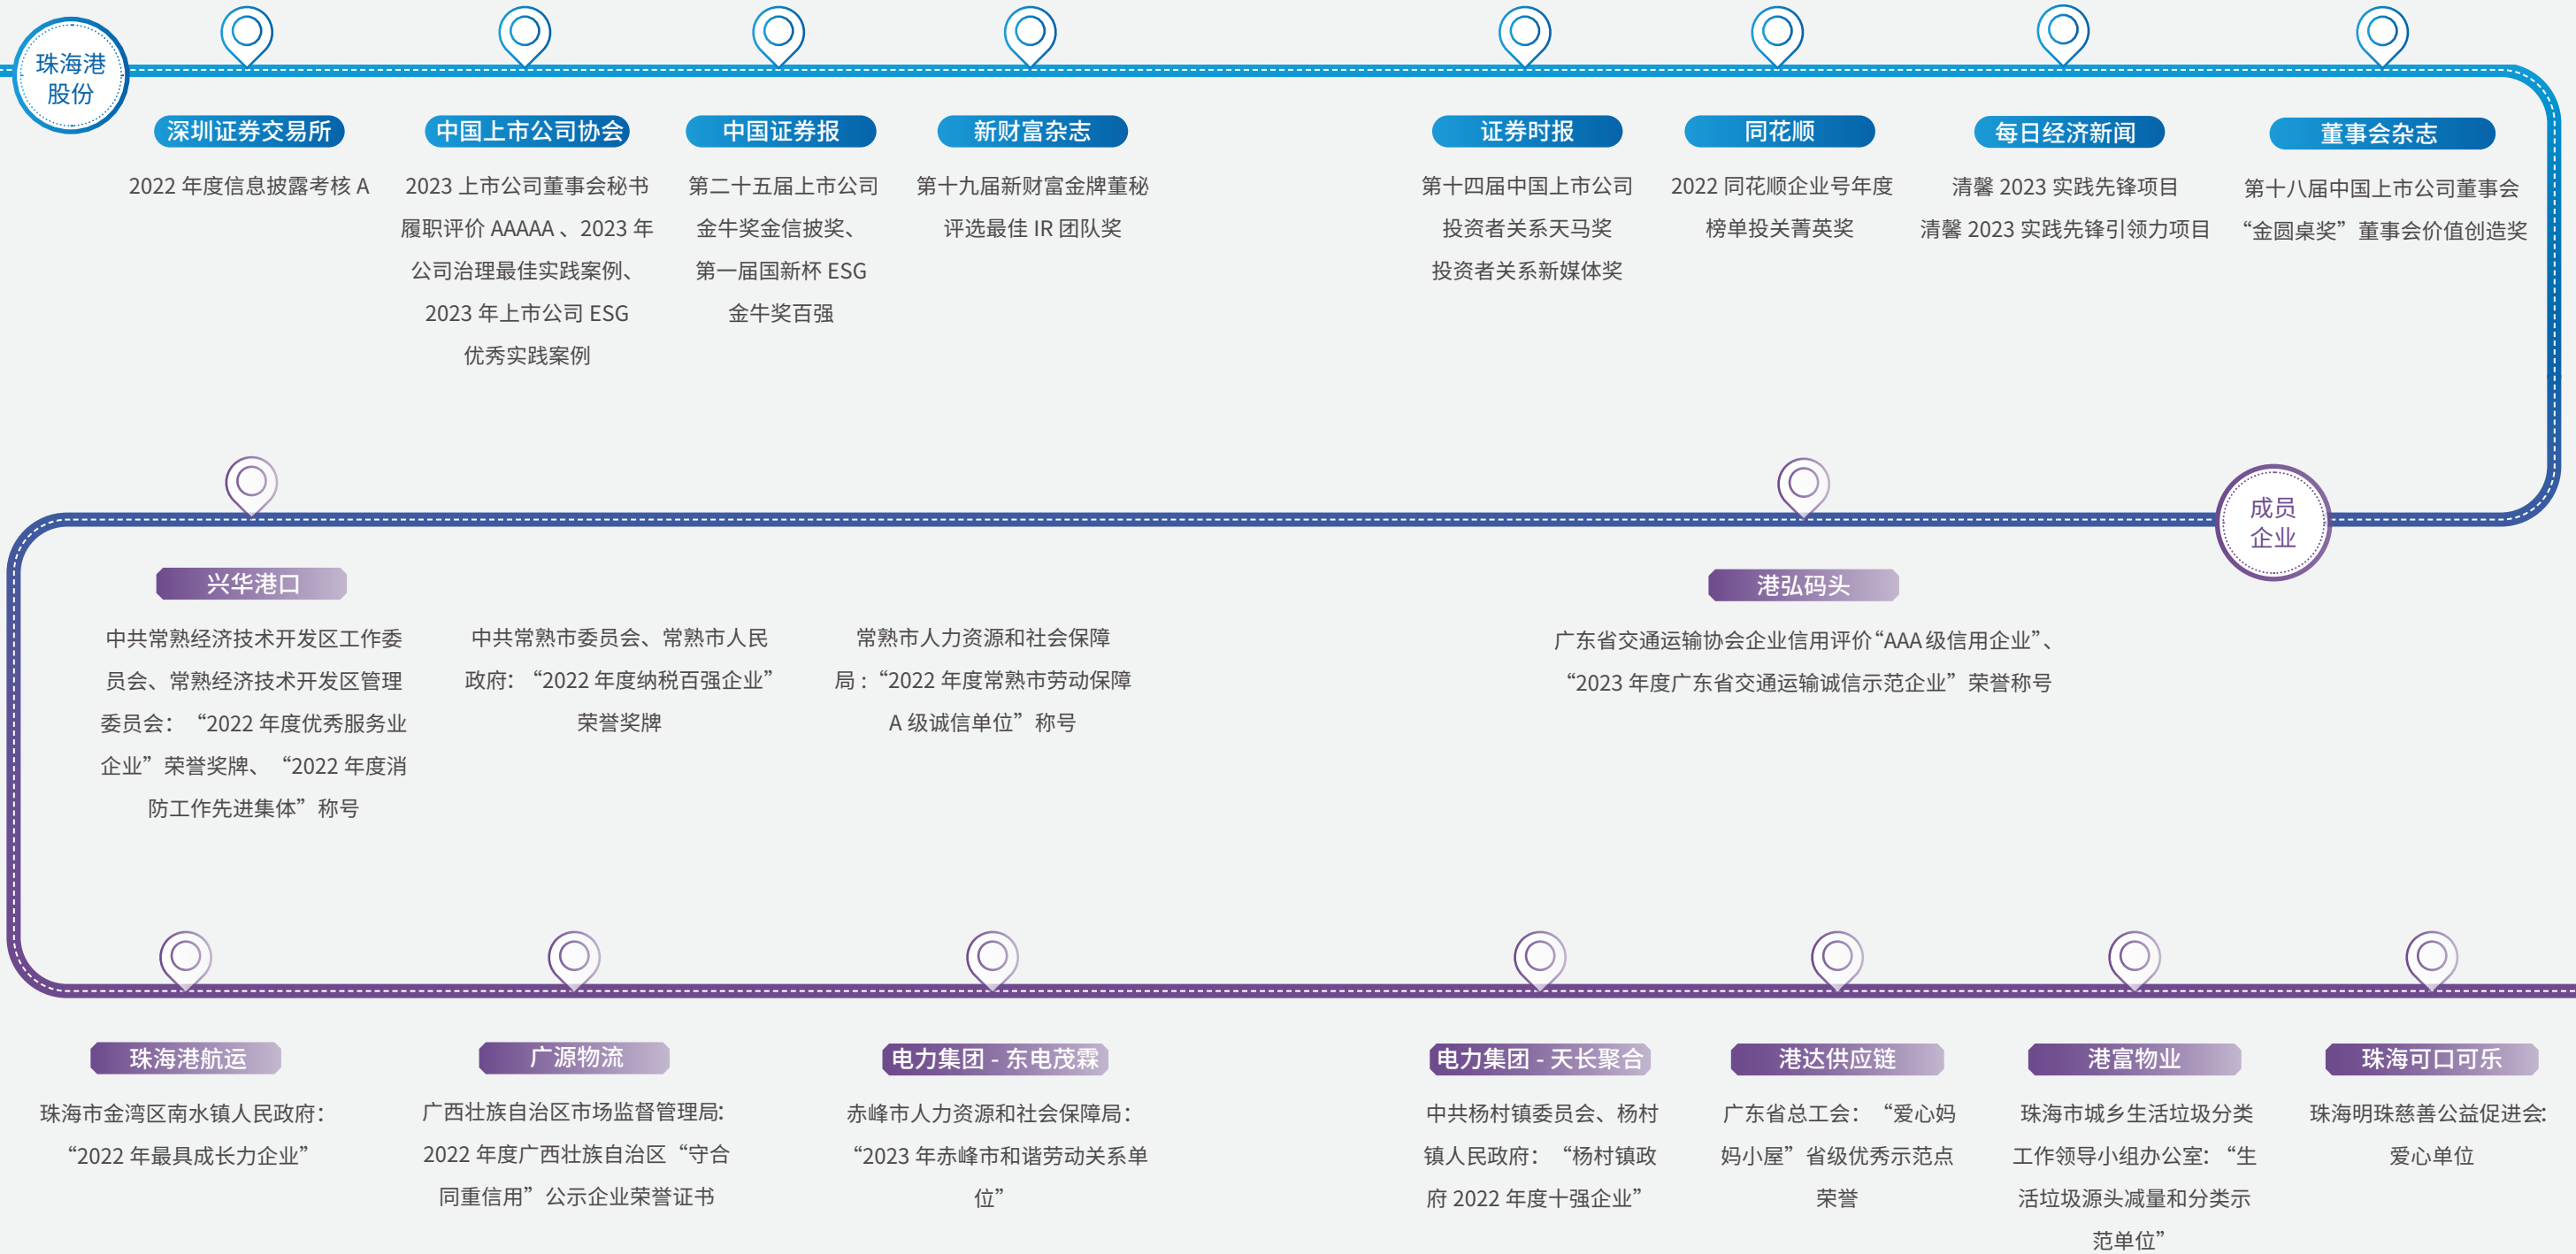 珠海港
股份
深圳证券交易所
2022 年度信息披露考核 A
中国上市公司协会
2023 上市公司董事会秘书
履职评价 AAAAA 、2023 年
公司治理最佳实践案例、
2023 年上市公司 ESG
优秀实践案例
中国证券报
第二十五届上市公司
金牛奖金信披奖、
第一届国新杯 ESG
金牛奖百强
新财富杂志
第十九届新财富金牌董秘
评选最佳 IR 团队奖
证券时报
第十四届中国上市公司
投资者关系天马奖
投资者关系新媒体奖
同花顺
2022 同花顺企业号年度
榜单投关菁英奖
每日经济新闻
清馨 2023 实践先锋项目
清馨 2023 实践先锋引领力项目
董事会杂志
第十八届中国上市公司董事会
“金圆桌奖”董事会价值创造奖
成员
企业
港弘码头
广东省交通运输协会企业信用评价“AAA 级信用企业”、
“2023 年度广东省交通运输诚信示范企业”荣誉称号
兴华港口
中共常熟经济技术开发区工作委
员会、常熟经济技术开发区管理
委员会：“2022 年度优秀服务业
企业”荣誉奖牌、“2022 年度消
防工作先进集体”称号
中共常熟市委员会、常熟市人民
政府：“2022 年度纳税百强企业”
荣誉奖牌
常熟市人力资源和社会保障
局 :“2022 年度常熟市劳动保障
A 级诚信单位”称号
珠海港航运
珠海市金湾区南水镇人民政府：
“2022 年最具成长力企业”
广源物流
广西壮族自治区市场监督管理局：
2022 年度广西壮族自治区“守合
同重信用”公示企业荣誉证书
电力集团 - 东电茂霖
赤峰市人力资源和社会保障局：
“2023 年赤峰市和谐劳动关系单
位”
电力集团 - 天长聚合
中共杨村镇委员会、杨村
镇人民政府：“杨村镇政
府 2022 年度十强企业”
港达供应链
广东省总工会：“爱心妈
妈小屋”省级优秀示范点
荣誉
港富物业
珠海市城乡生活垃圾分类
工作领导小组办公室：“生
活垃圾源头减量和分类示
范单位”
珠海可口可乐
珠海明珠慈善公益促进会：
爱心单位